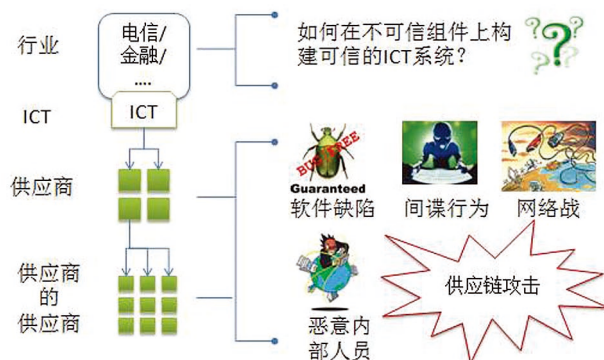 行业
电信/
金融/
....
如何在不可信组件上构
建可信的ICT系统?
ICT
ICT
BUG FREE
Guaranteed
软件缺陷
间谍行为
网络战
供应商
供应商
的
供应商
恶意内
部人员
供应链攻击